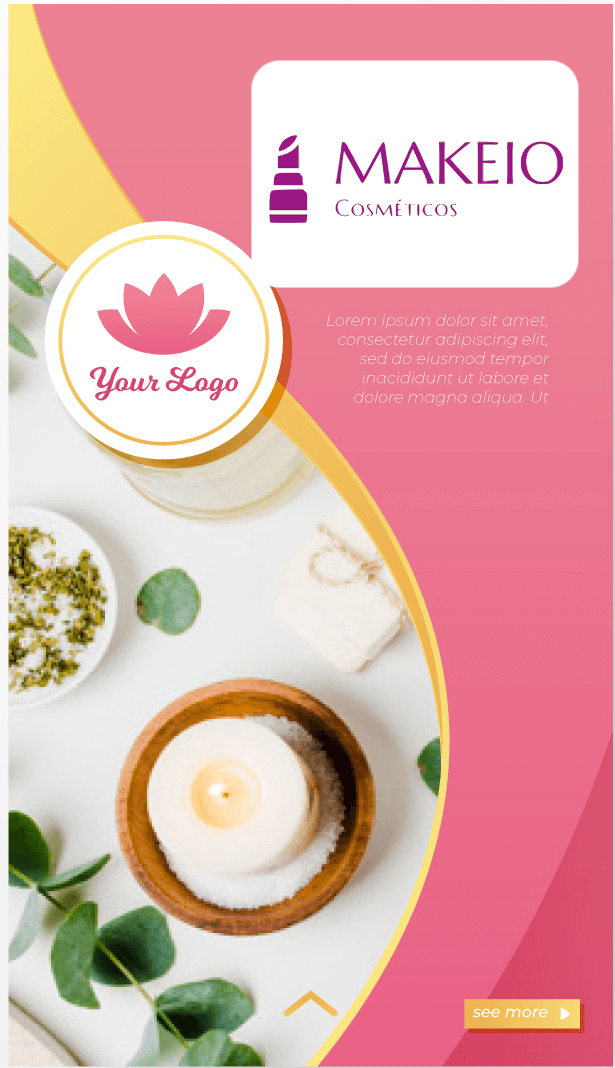 MAKEIO
Cosméticos
Your Logo
Lorem ipsum dolor sit amet,
consectetur adipiscing elit,
sed do eiusmod tempor
inacididunt ut labore et
dolore magna aliqua. Ut
see more